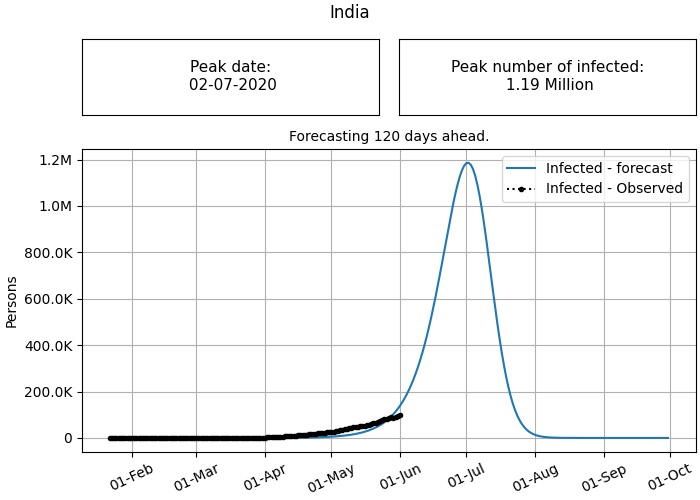 India
Peak date:
02-07-2020
Peak number of infected:
1.19 Million
Forecasting 120 days ahead.
Infected - forecast
Infected - Observed
Persons
1.2M
1.0M
800.0K
600.0K
400.0K
200.0K
0
01-Feb
01-Mar
01-Apr
01-May
01-Jun
01-Jul
01-Aug
01-Sep
01-Oct